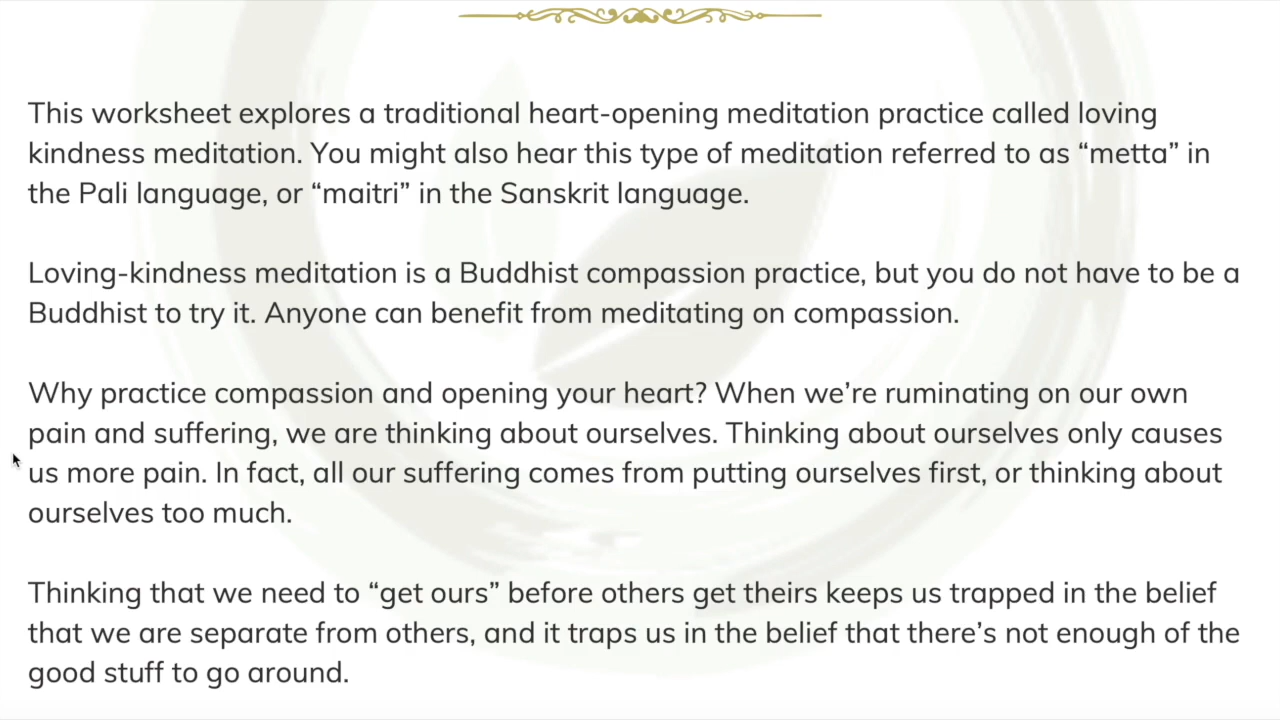 This worksheet explores a traditional heart-opening meditation practice called loving
kindness meditation. You might also hear this type of meditation referred to as “metta” in
the Pali language, or “maitri” in the Sanskrit language.
Loving-kindness meditation is a Buddhist compassion practice, but you do not have to be a
Buddhist to try it. Anyone can benefit from meditating on compassion.
Why practice compassion and opening your heart? When we’re ruminating on our own
pain and suffering, we are thinking about ourselves. Thinking about ourselves only causes
us more pain. In fact, all our suffering comes from putting ourselves first, or thinking about
ourselves too much.
Thinking that we need to “get ours” before others get theirs keeps us trapped in the belief
that we are separate from others, and it traps us in the belief that there’s not enough of the
good stuff to go around.